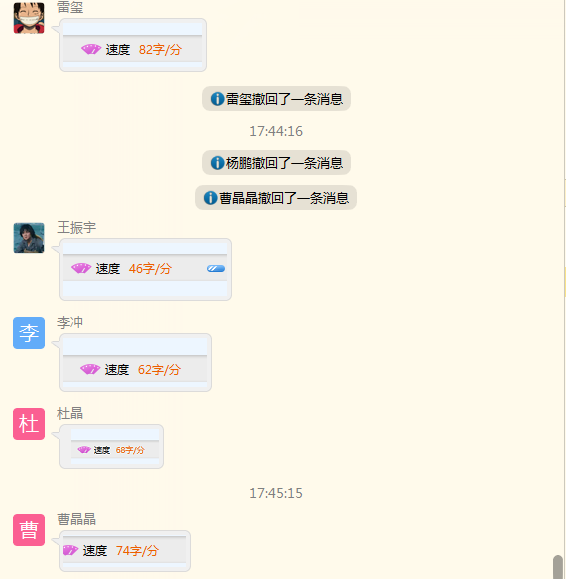 雷玺
速度 82字/分
雷玺撤回了一条消息
17:44:16
杨鹏撤回了一条消息
曹晶晶撤回了一条消息
王振宇
速度 46字/分
李
李冲
速度 62字/分
杜
杜晶
速度 68字/分
17:45:15
曹
曹晶晶
速度 74字/分